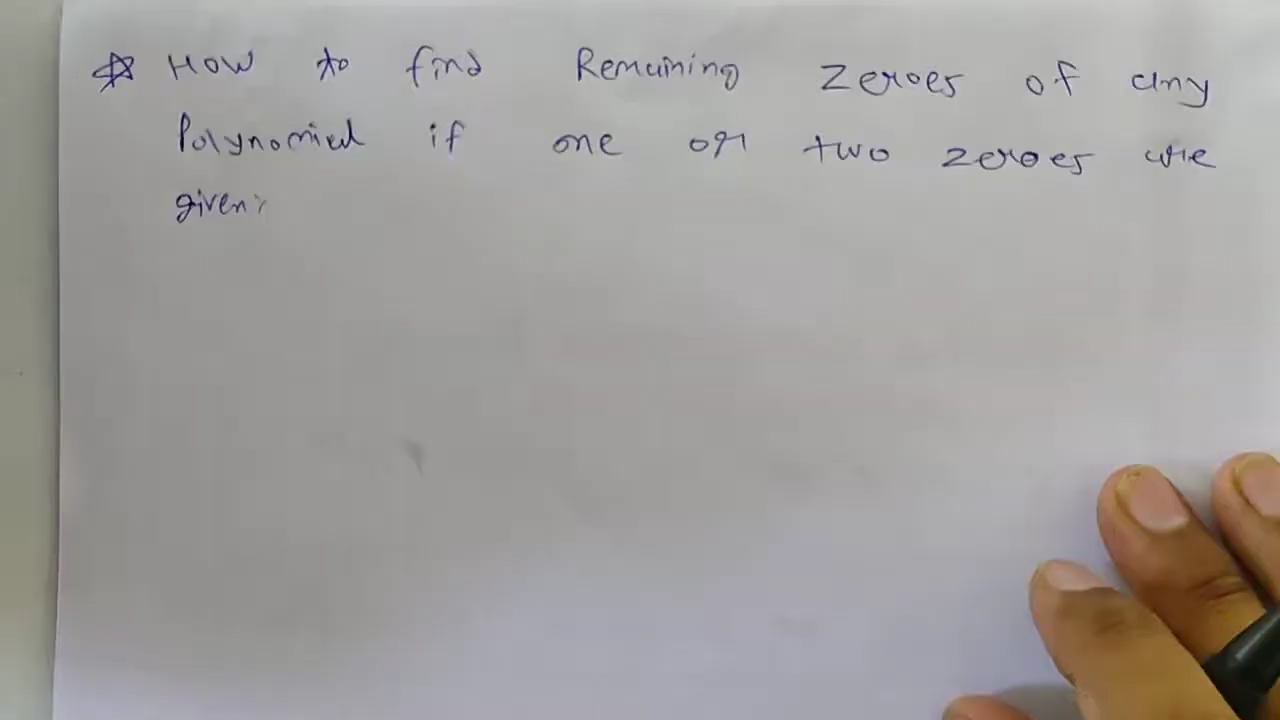 ☆ How to find Remaining zeroes of any
Polynomial if one or two zeroes are
given: